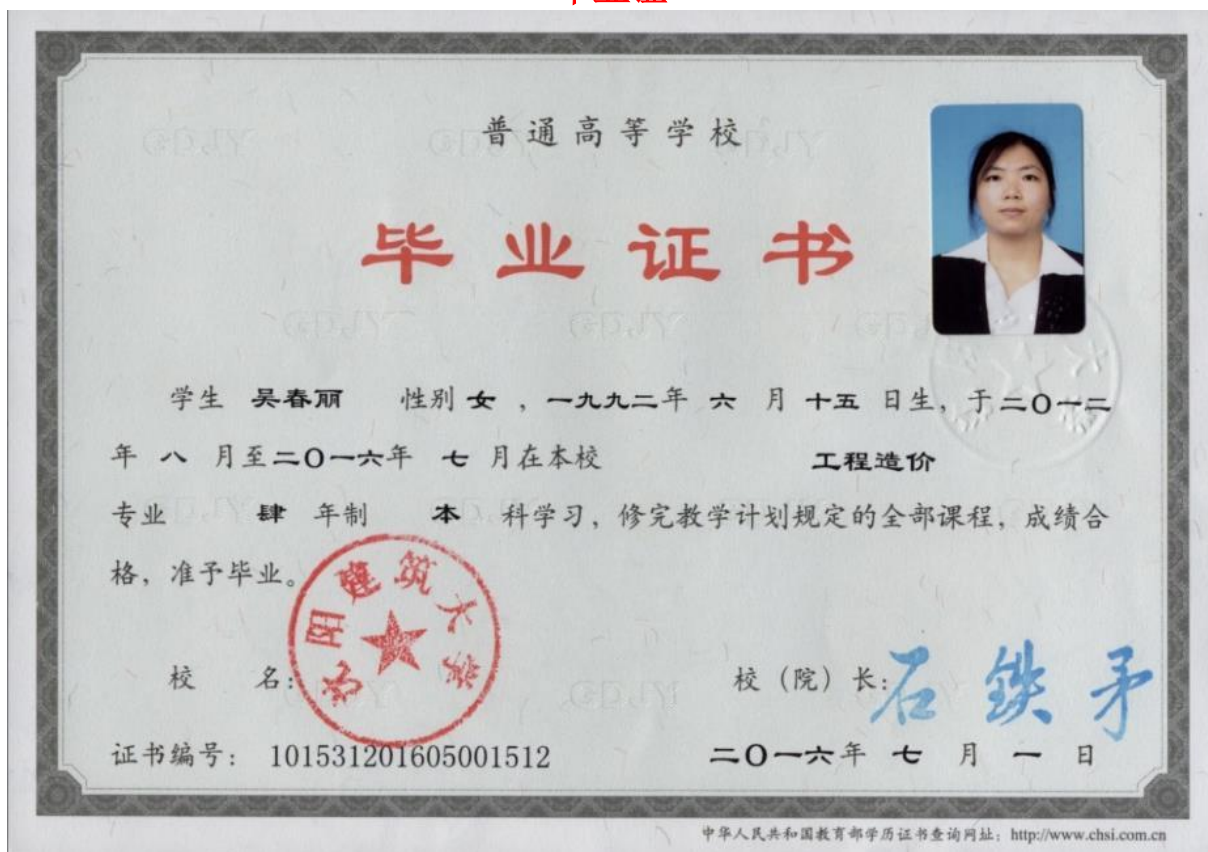 普通高等学校
毕业证书
学生 吴春丽 性别 女 ，一九九二年 六 月 十五 日生，于二〇一二
年 八 月至二〇一六年 七 月在本校 工程造价
专业 肆 年制 本 科学习，修完教学计划规定的全部课程，成绩合
格，准予毕业。
沈阳建筑大学
校 名： 校（院）长：石铁矛
证书编号： 101531201605001512 二〇一六年 七 月 一 日
中华人民共和国教育部学历证书查询网址：http://www.chsi.com.cn